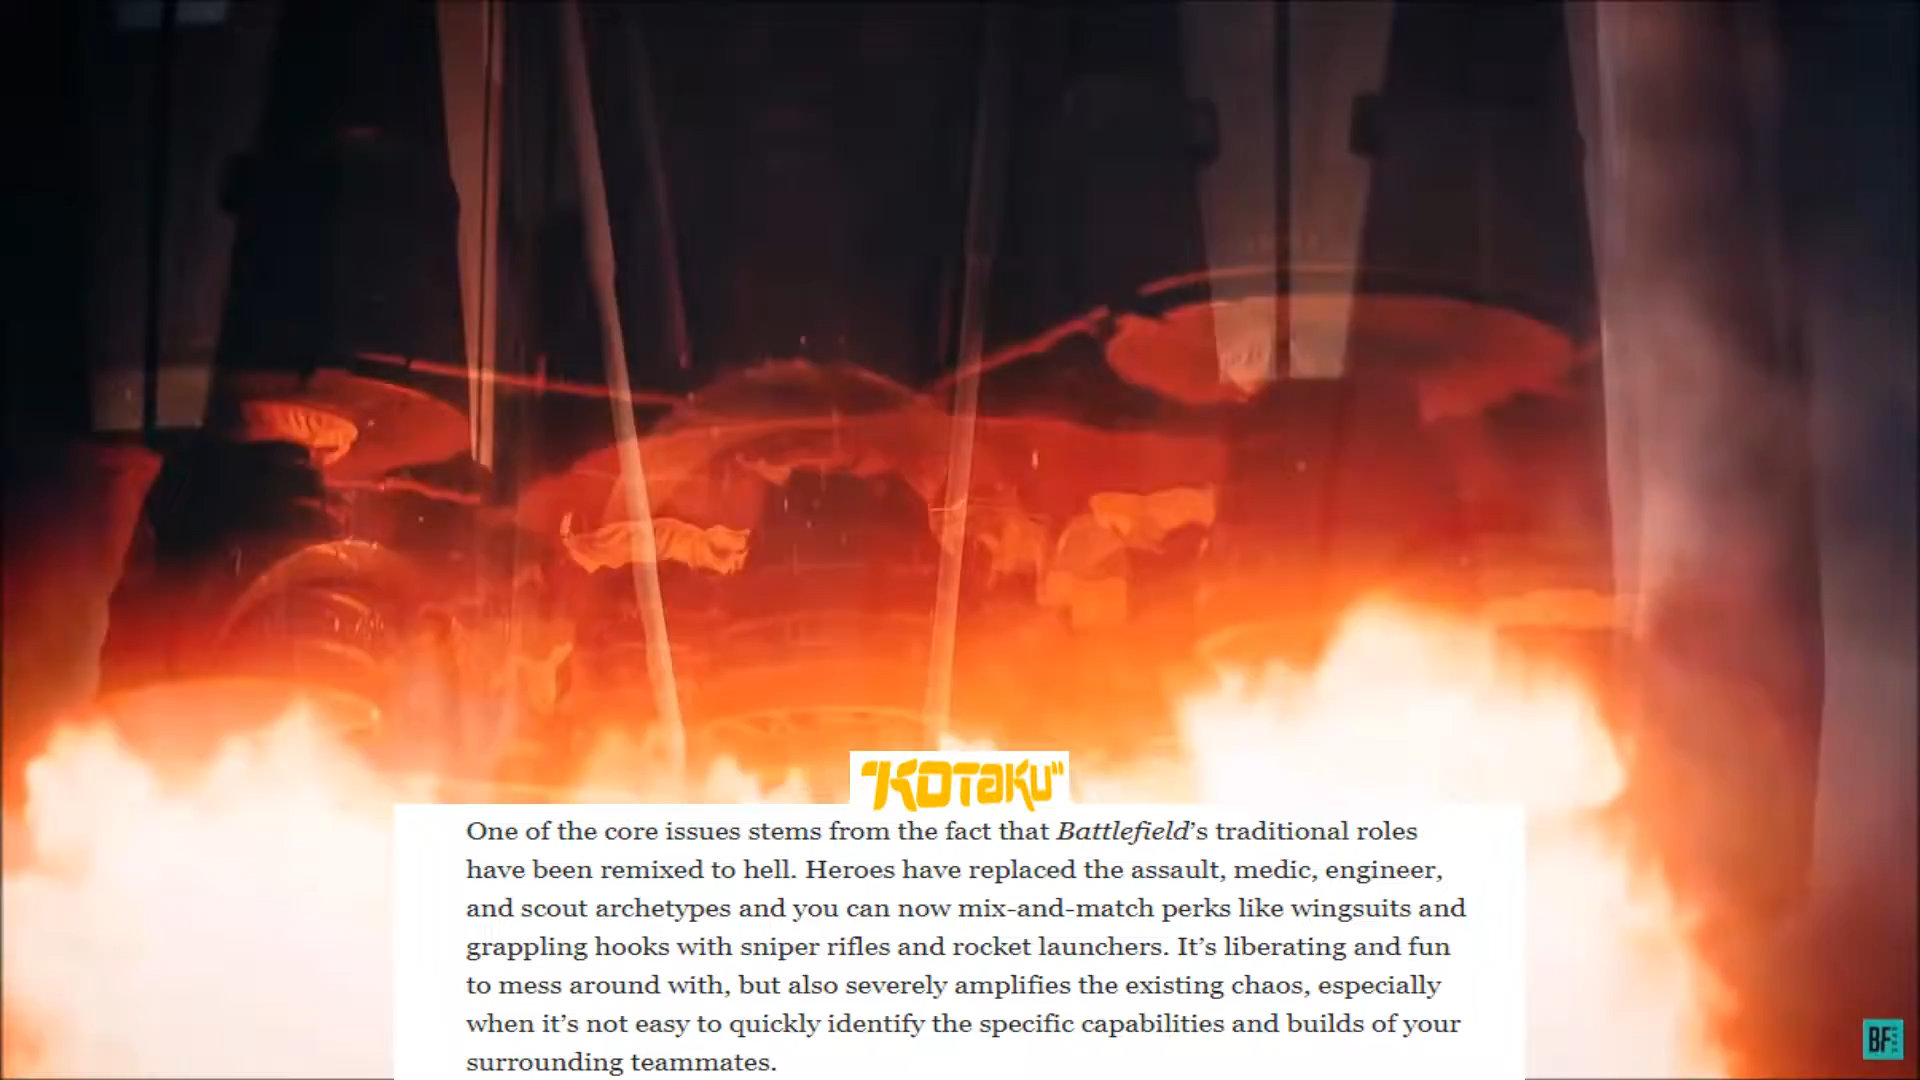 "KOTaKU"
One of the core issues stems from the fact that Battlefield’s traditional roles
have been remixed to hell. Heroes have replaced the assault, medic, engineer,
and scout archetypes and you can now mix-and-match perks like wingsuits and
grappling hooks with sniper rifles and rocket launchers. It’s liberating and fun
to mess around with, but also severely amplifies the existing chaos, especially
when it’s not easy to quickly identify the specific capabilities and builds of your
surrounding teammates.
BF